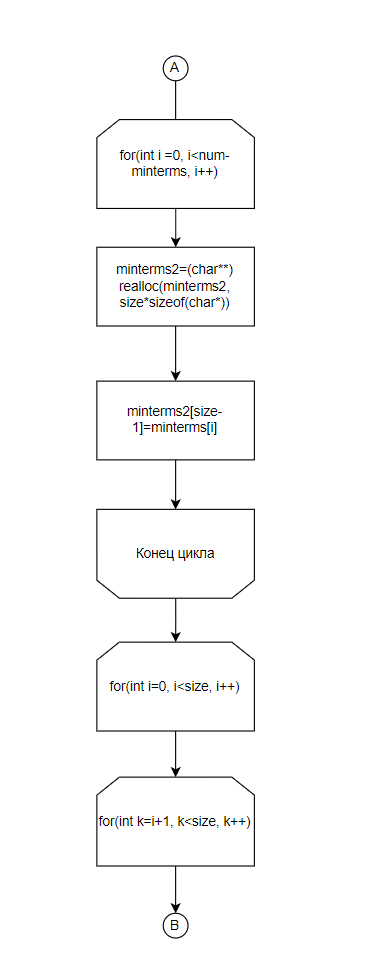 A
for(int i =0, i<num-
minterms, i++)
minterms2=(char**)
realloc(minterms2,
size*sizeof(char*))
minterms2[size-
1]=minterms[i]
Конец цикла
for(int i=0, i<size, i++)
for(int k=i+1, k<size, k++)
B